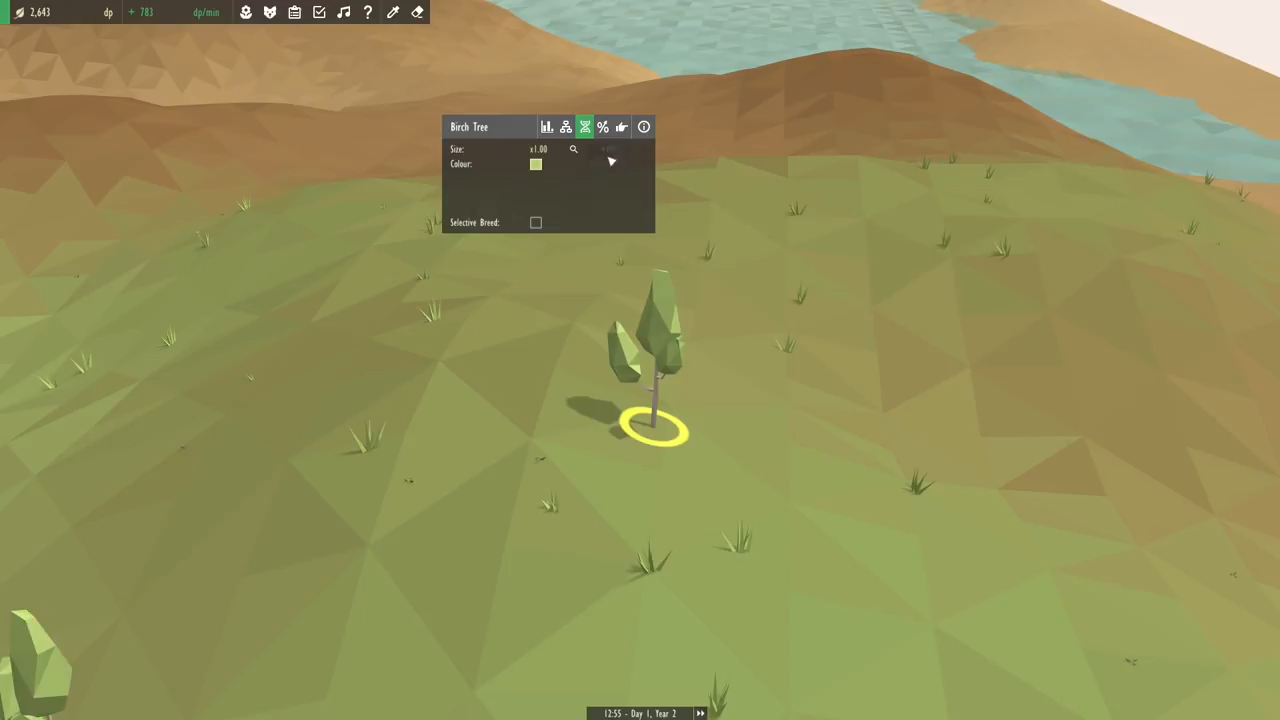 2,643 dp + 783 dp/min
Birch Tree
Size: x1.00
Colour:
Selective Breed:
12:55 - Day 1, Year 2